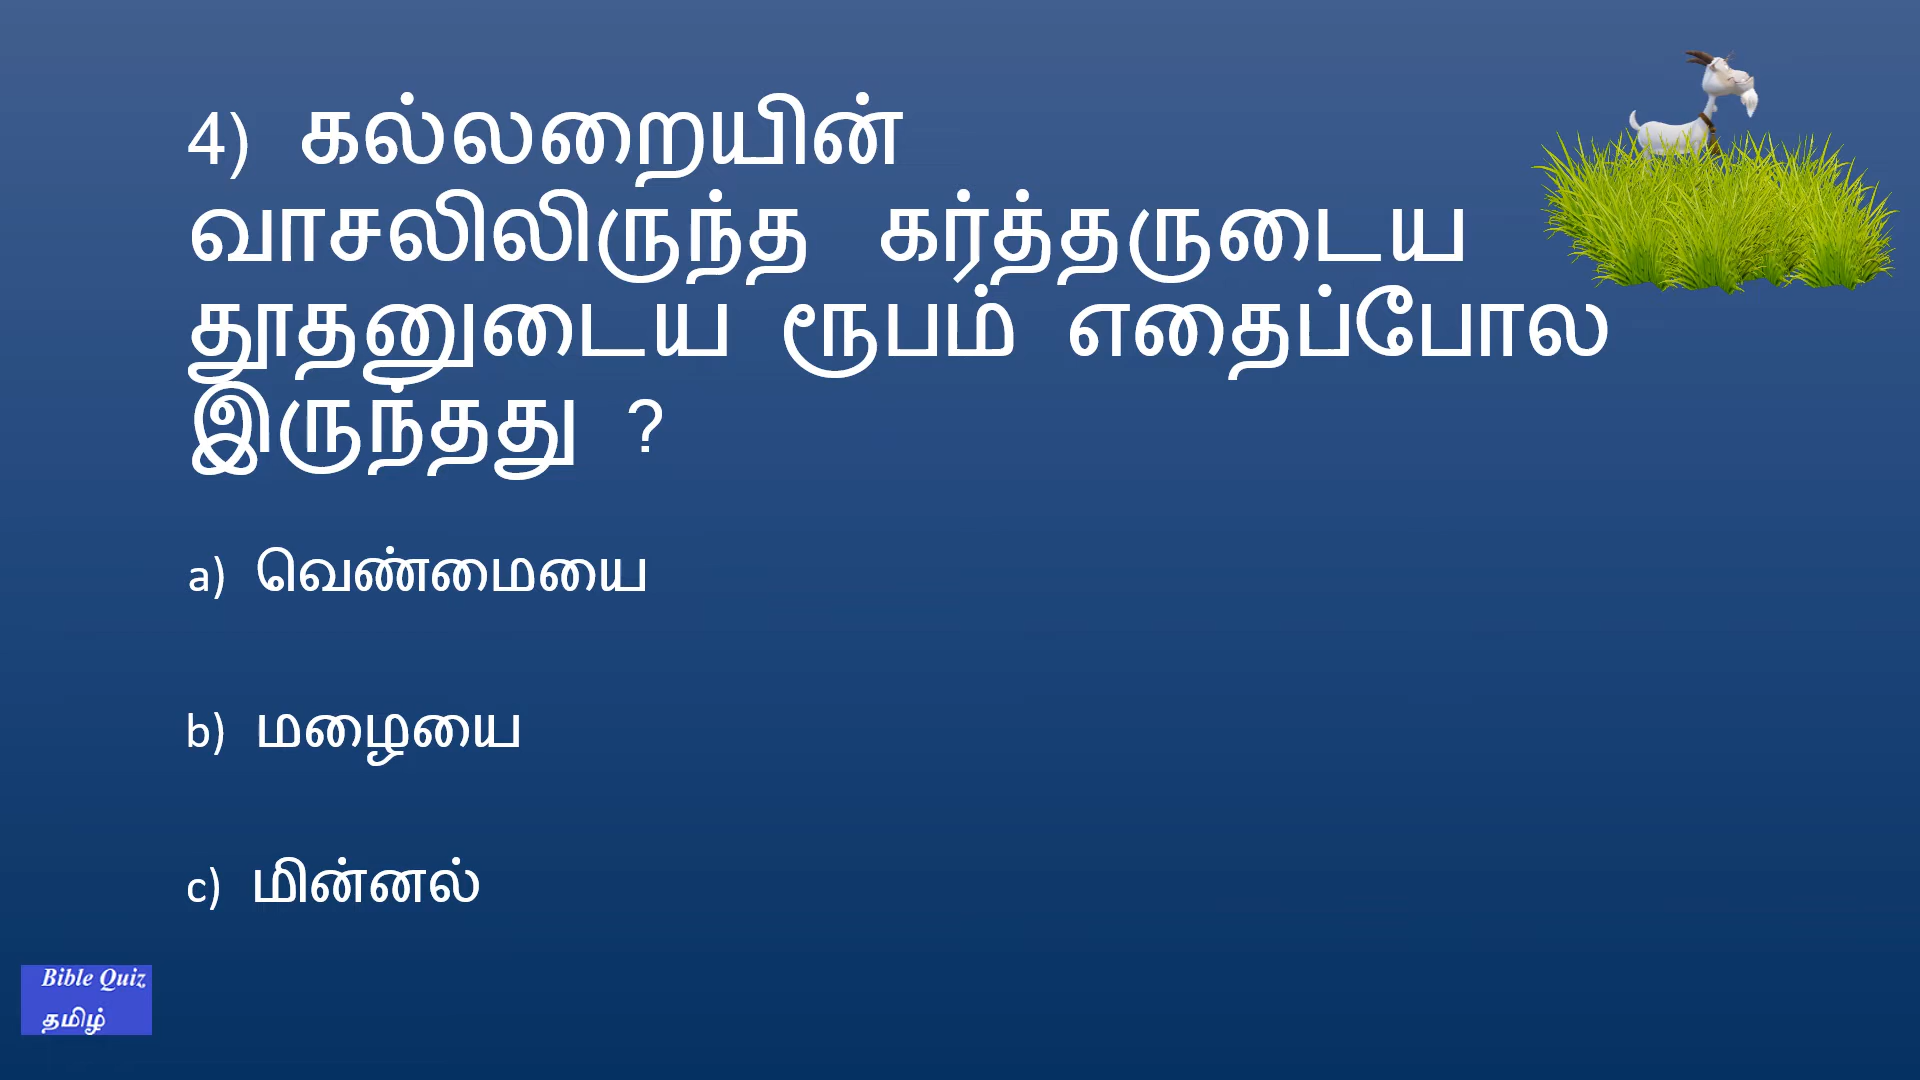 4) கல்லறையின்
வாசலிலிருந்த கர்த்தருடைய
தூதனுடைய ரூபம் எதைப்போல
இருந்தது ?
a) வெண்மையை
b) மழையை
c) மின்னல்
Bible Quiz
தமிழ்